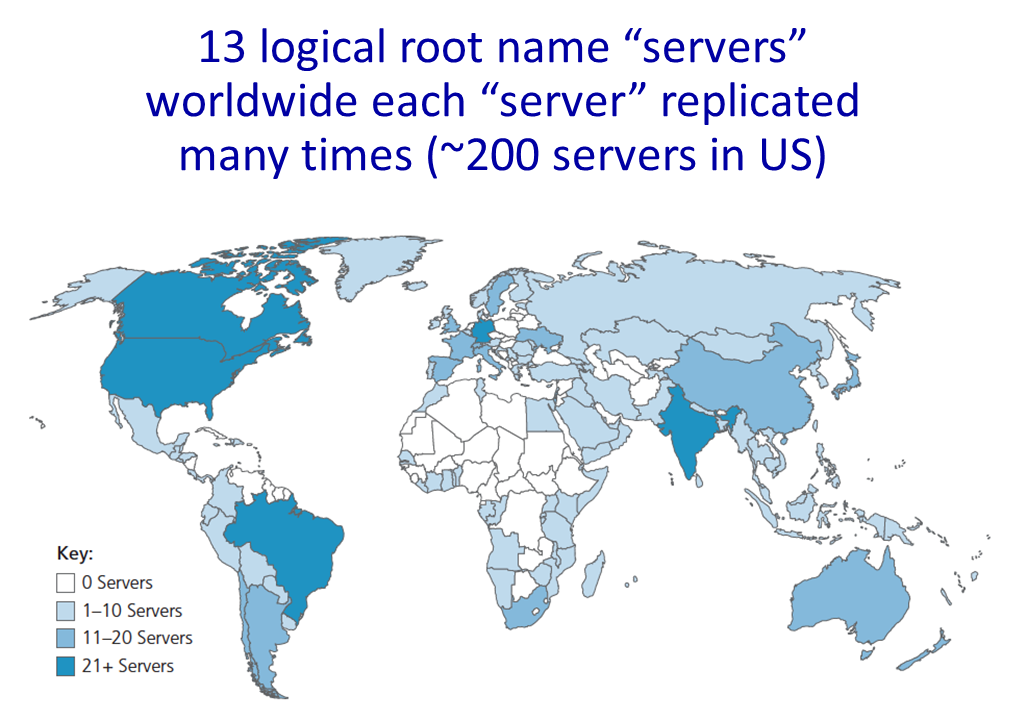 13 logical root name “servers”
worldwide each “server” replicated
many times (~200 servers in US)
Key:
0 Servers
1–10 Servers
11–20 Servers
21+ Servers